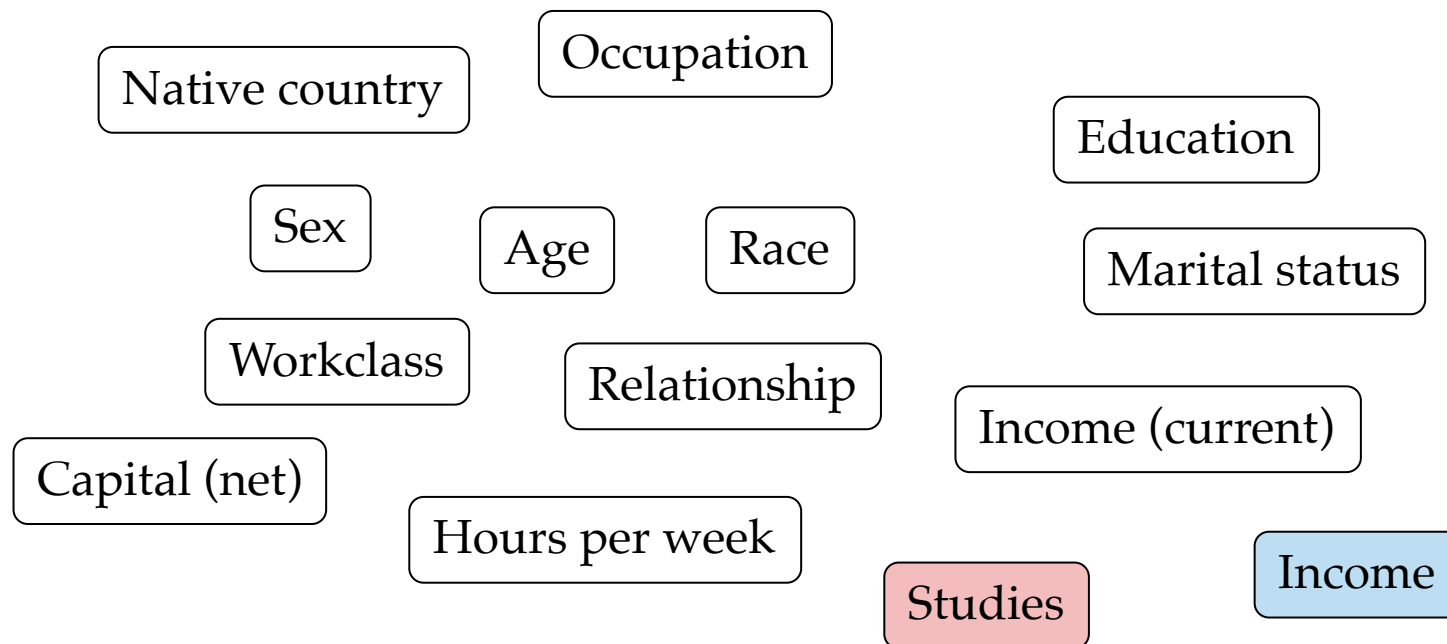 Occupation
Native country
Education
Sex
Age
Race
Marital status
Workclass
Relationship
Income (current)
Capital (net)
Hours per week
Income
Studies